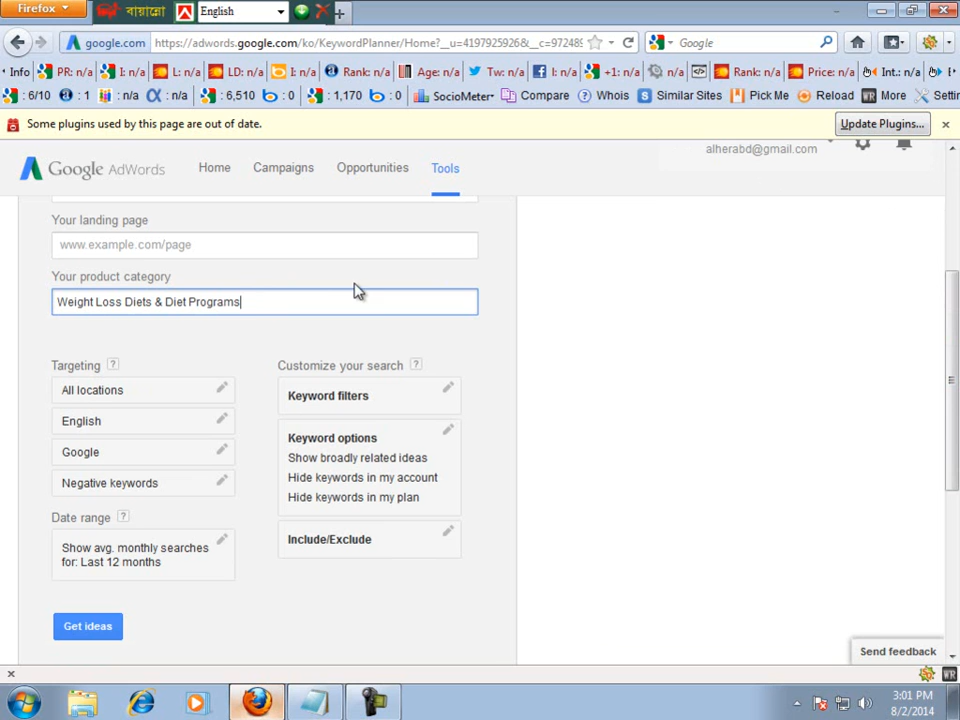 Firefox
বায়ান্নো
English
google.com
https://adwords.google.com/ko/KeywordPlanner/Home?__u=4197925926&__c=97248
Google
Info PR: n/a I: n/a L: n/a LD: n/a I: n/a Rank: n/a Age: n/a Tw: n/a I: n/a +1: n/a n/a Rank: n/a Price: n/a Int.: n/a
: 6/10 : 1 : n/a : n/a : 6,510 : 0 : 1,170 : 0 SocioMeter Compare Whois Similar Sites Pick Me Reload More Setti
Some plugins used by this page are out of date.
Update Plugins...
Google AdWords
Home
Campaigns
Opportunities
Tools
alherabd@gmail.com
Your landing page
www.example.com/page
Your product category
Weight Loss Diets & Diet Programs
Targeting ?
All locations
English
Google
Negative keywords
Date range ?
Show avg. monthly searches
for: Last 12 months
Customize your search ?
Keyword filters
Keyword options
Show broadly related ideas
Hide keywords in my account
Hide keywords in my plan
Include/Exclude
Get ideas
Send feedback
WR
3:01 PM
8/2/2014